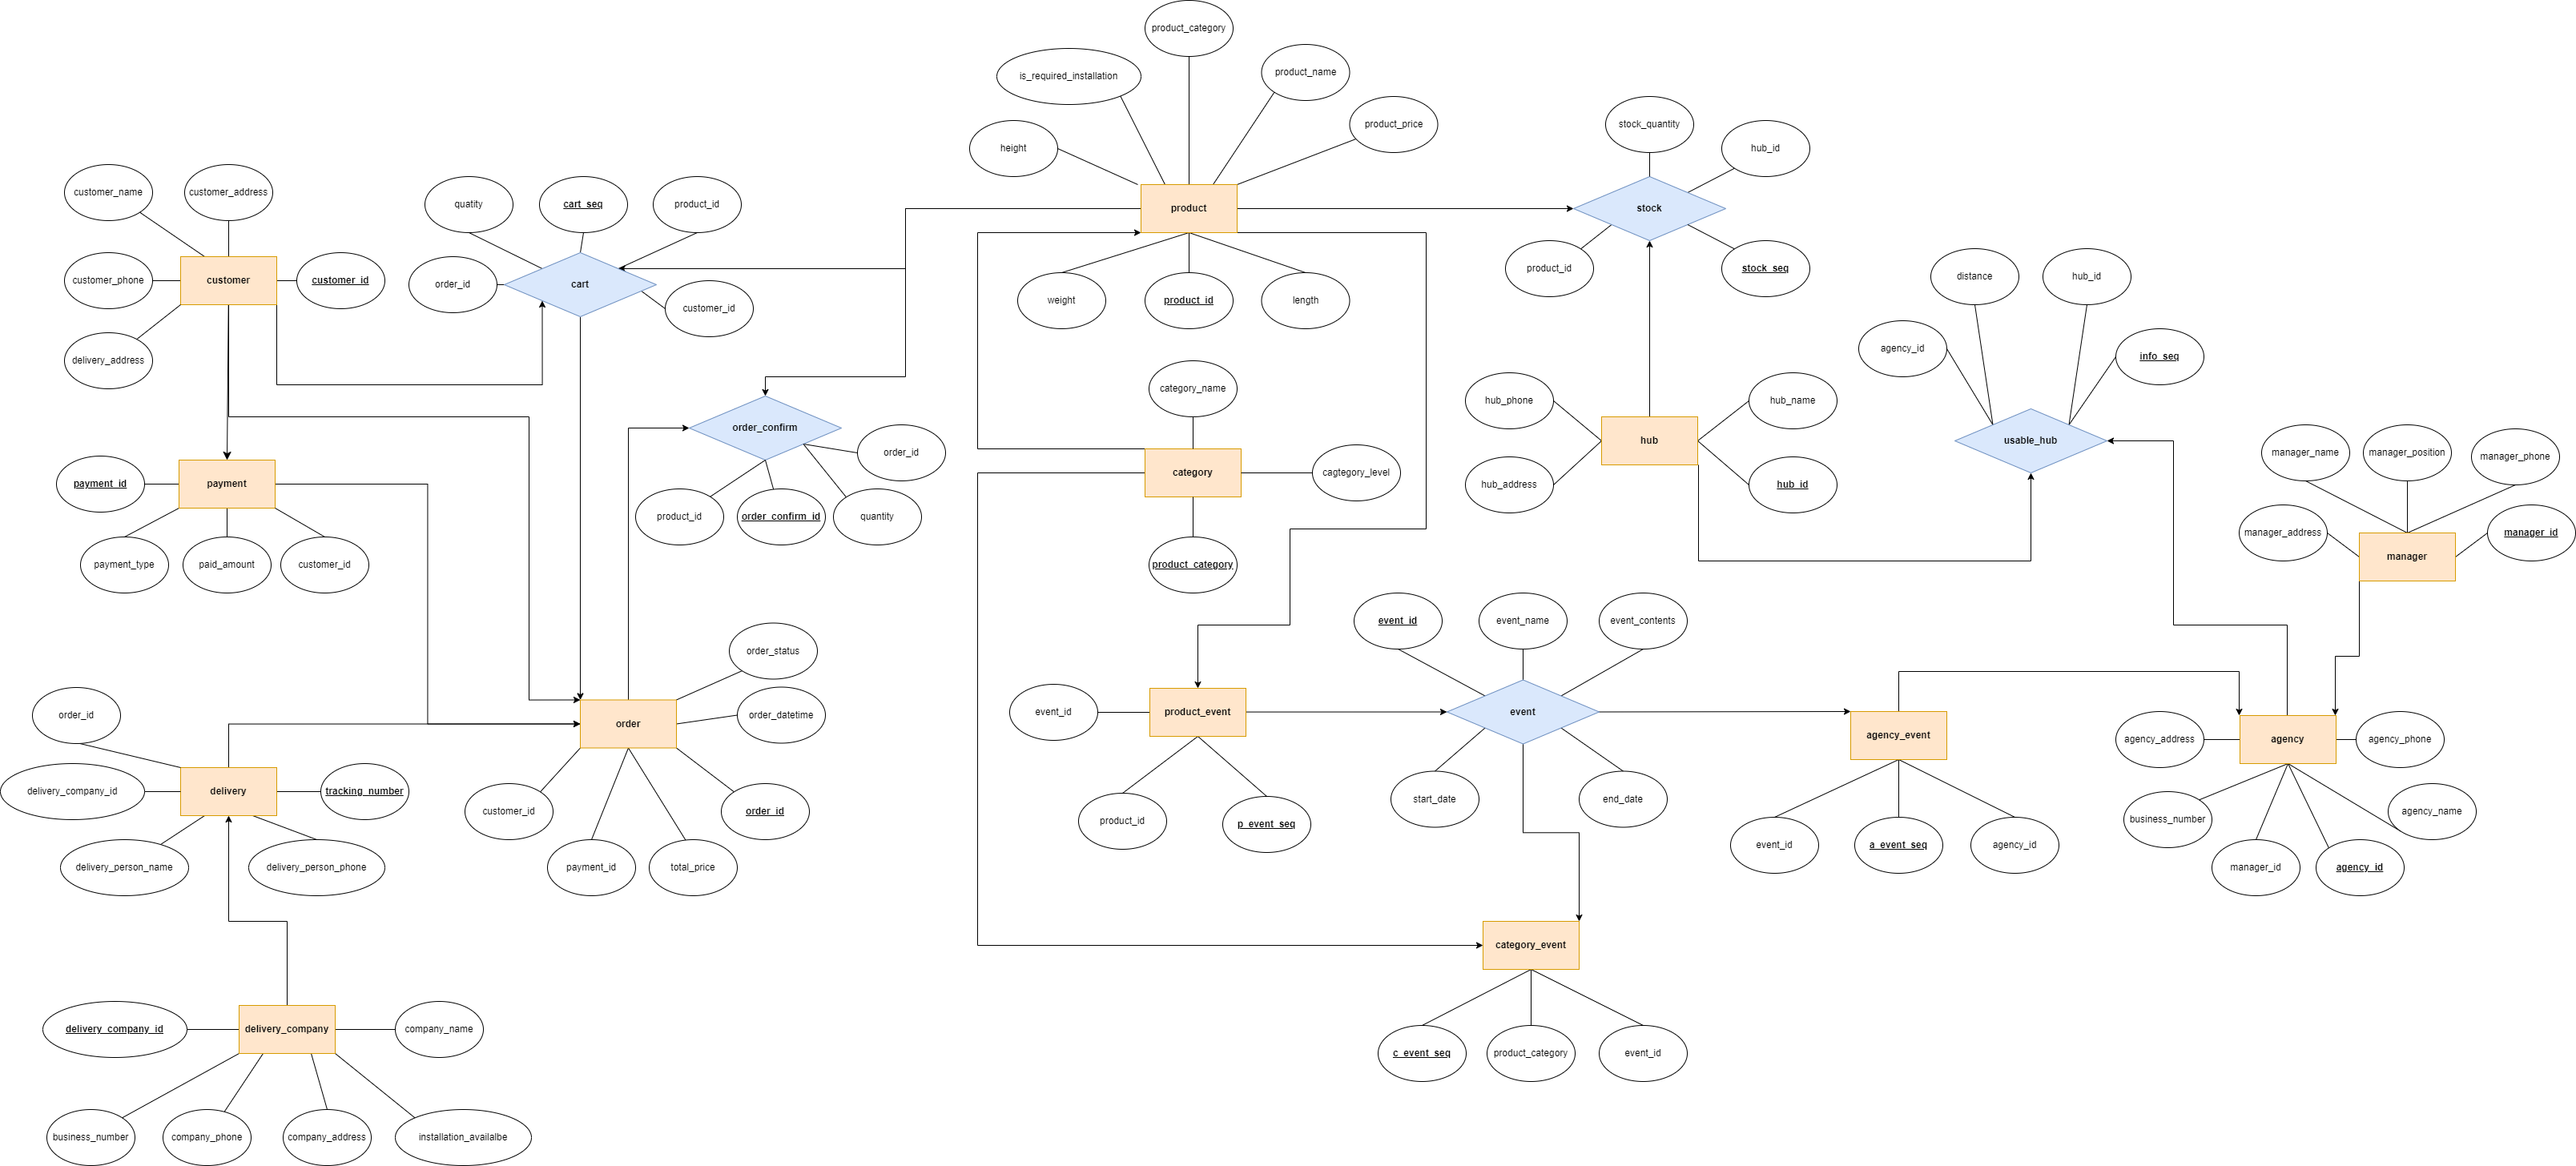 product_category
is_required_installation
product_name
height
product_price
product
weight
product_id
length
stock_quantity
hub_id
stock
product_id
stock_seq
customer_name
customer_address
customer_phone
customer
customer_id
delivery_address
quatity
cart_seq
product_id
order_id
cart
customer_id
distance
hub_id
agency_id
info_seq
usable_hub
category_name
category
cagtegory_level
product_category
hub_phone
hub_name
hub
hub_address
hub_id
order_confirm
order_id
product_id
order_confirm_id
quantity
payment_id
payment
payment_type
paid_amount
customer_id
manager_name
manager_position
manager_phone
manager_address
manager_id
manager
order_status
order_datetime
order
customer_id
order_id
payment_id
total_price
order_id
delivery_company_id
delivery
tracking_number
delivery_person_name
delivery_person_phone
event_id
product_event
product_id
p_event_seq
event_id
event_name
event_contents
event
start_date
end_date
agency_event
event_id
a_event_seq
agency_id
agency_address
agency
agency_phone
business_number
agency_name
manager_id
agency_id
category_event
c_event_seq
product_category
event_id
delivery_company_id
delivery_company
company_name
business_number
company_phone
company_address
installation_availalbe